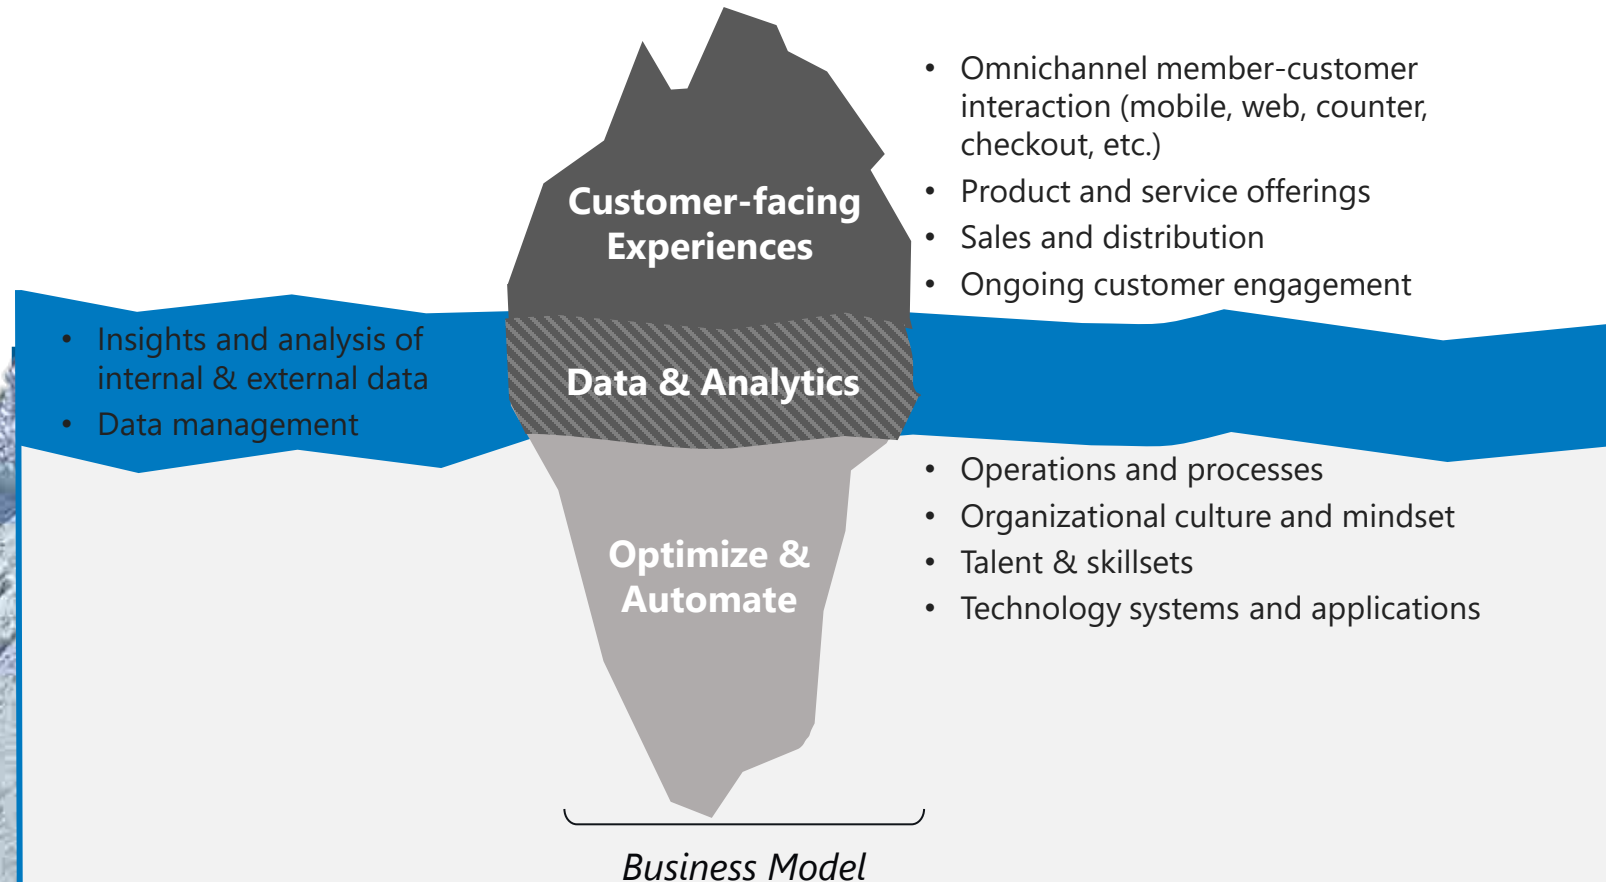 • Omnichannel member-customer
interaction (mobile, web, counter,
checkout, etc.)
• Product and service offerings
• Sales and distribution
• Ongoing customer engagement
Customer-facing
Experiences
• Insights and analysis of
internal & external data
• Data management
Data & Analytics
• Operations and processes
• Organizational culture and mindset
• Talent & skillsets
• Technology systems and applications
Optimize &
Automate
Business Model